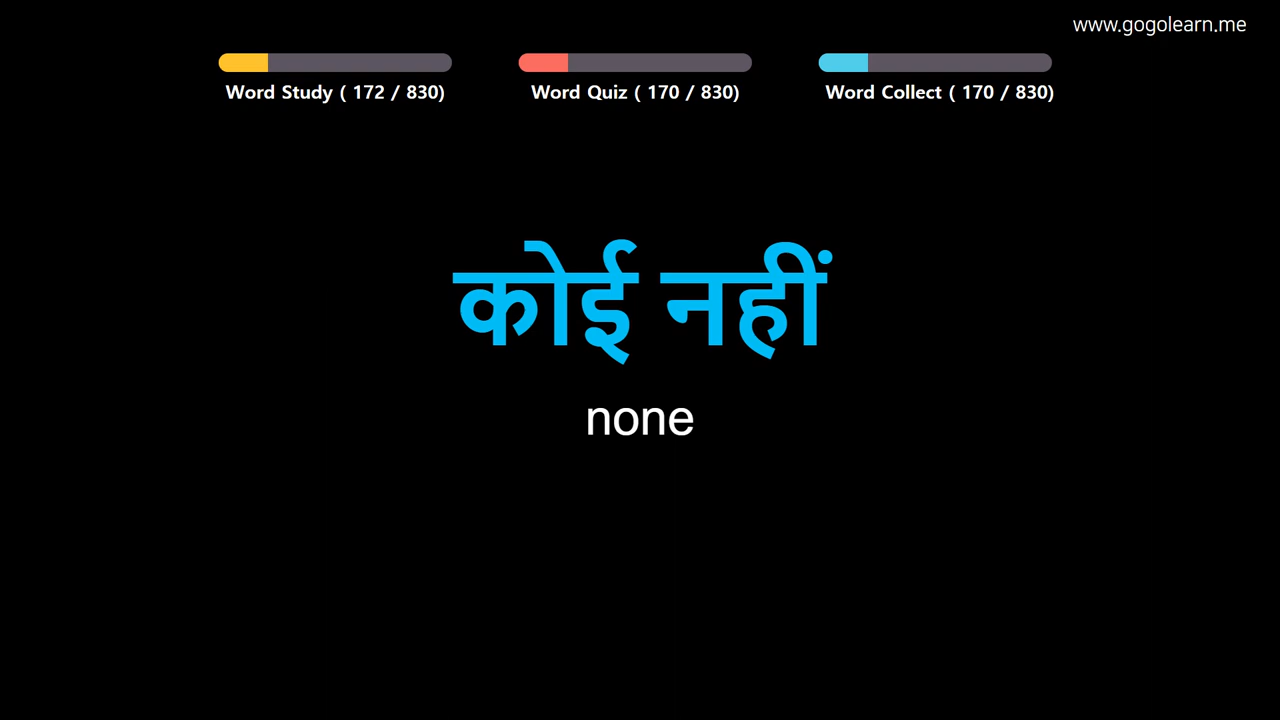 www.gogolearn.me
Word Study ( 172 / 830)
Word Quiz ( 170 / 830)
Word Collect ( 170 / 830)
कोई नहीं
none